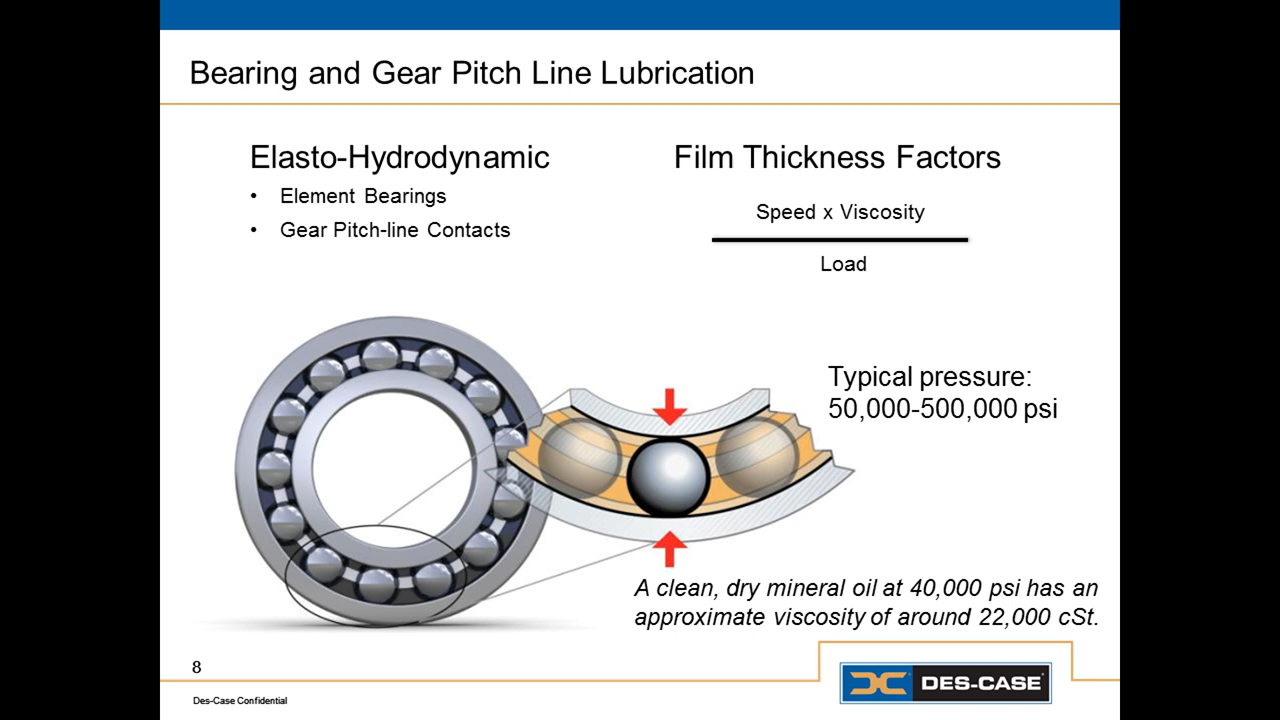 Bearing and Gear Pitch Line Lubrication
Elasto-Hydrodynamic
• Element Bearings
• Gear Pitch-line Contacts
Film Thickness Factors
Speed x Viscosity
Load
Typical pressure:
50,000-500,000 psi
A clean, dry mineral oil at 40,000 psi has an
approximate viscosity of around 22,000 cSt.
8
Des-Case Confidential
DES-CASE